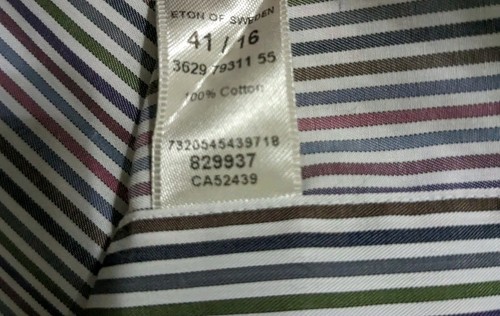 ETON OF SWEDEN
41 / 16
3629 79311 55
100% Cotton
7320545439718
829937
CA52439